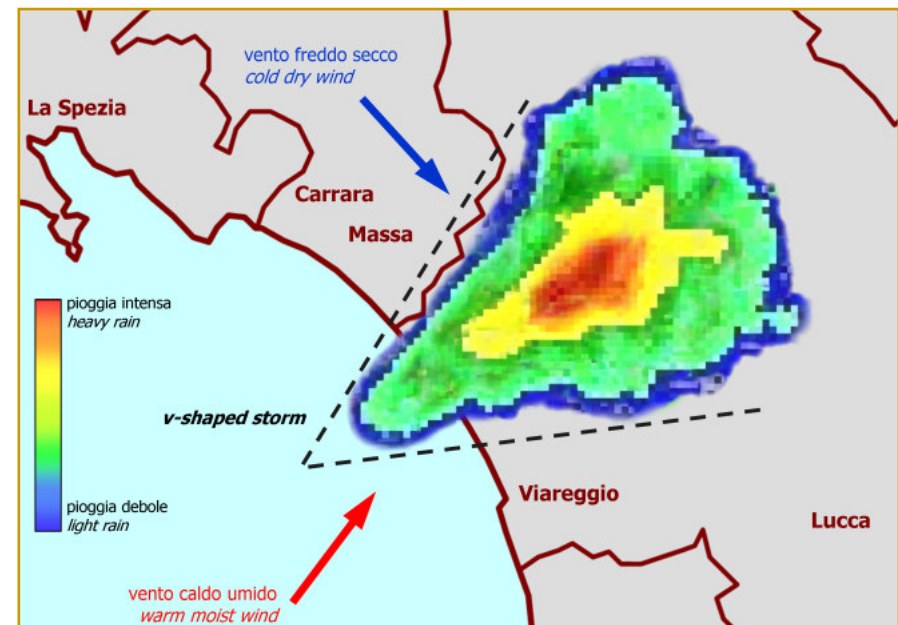 vento freddo secco
cold dry wind
La Spezia
Carrara
Massa
pioggia intensa
heavy rain
v-shaped storm
pioggia debole
light rain
Viareggio
Lucca
vento caldo umido
warm moist wind